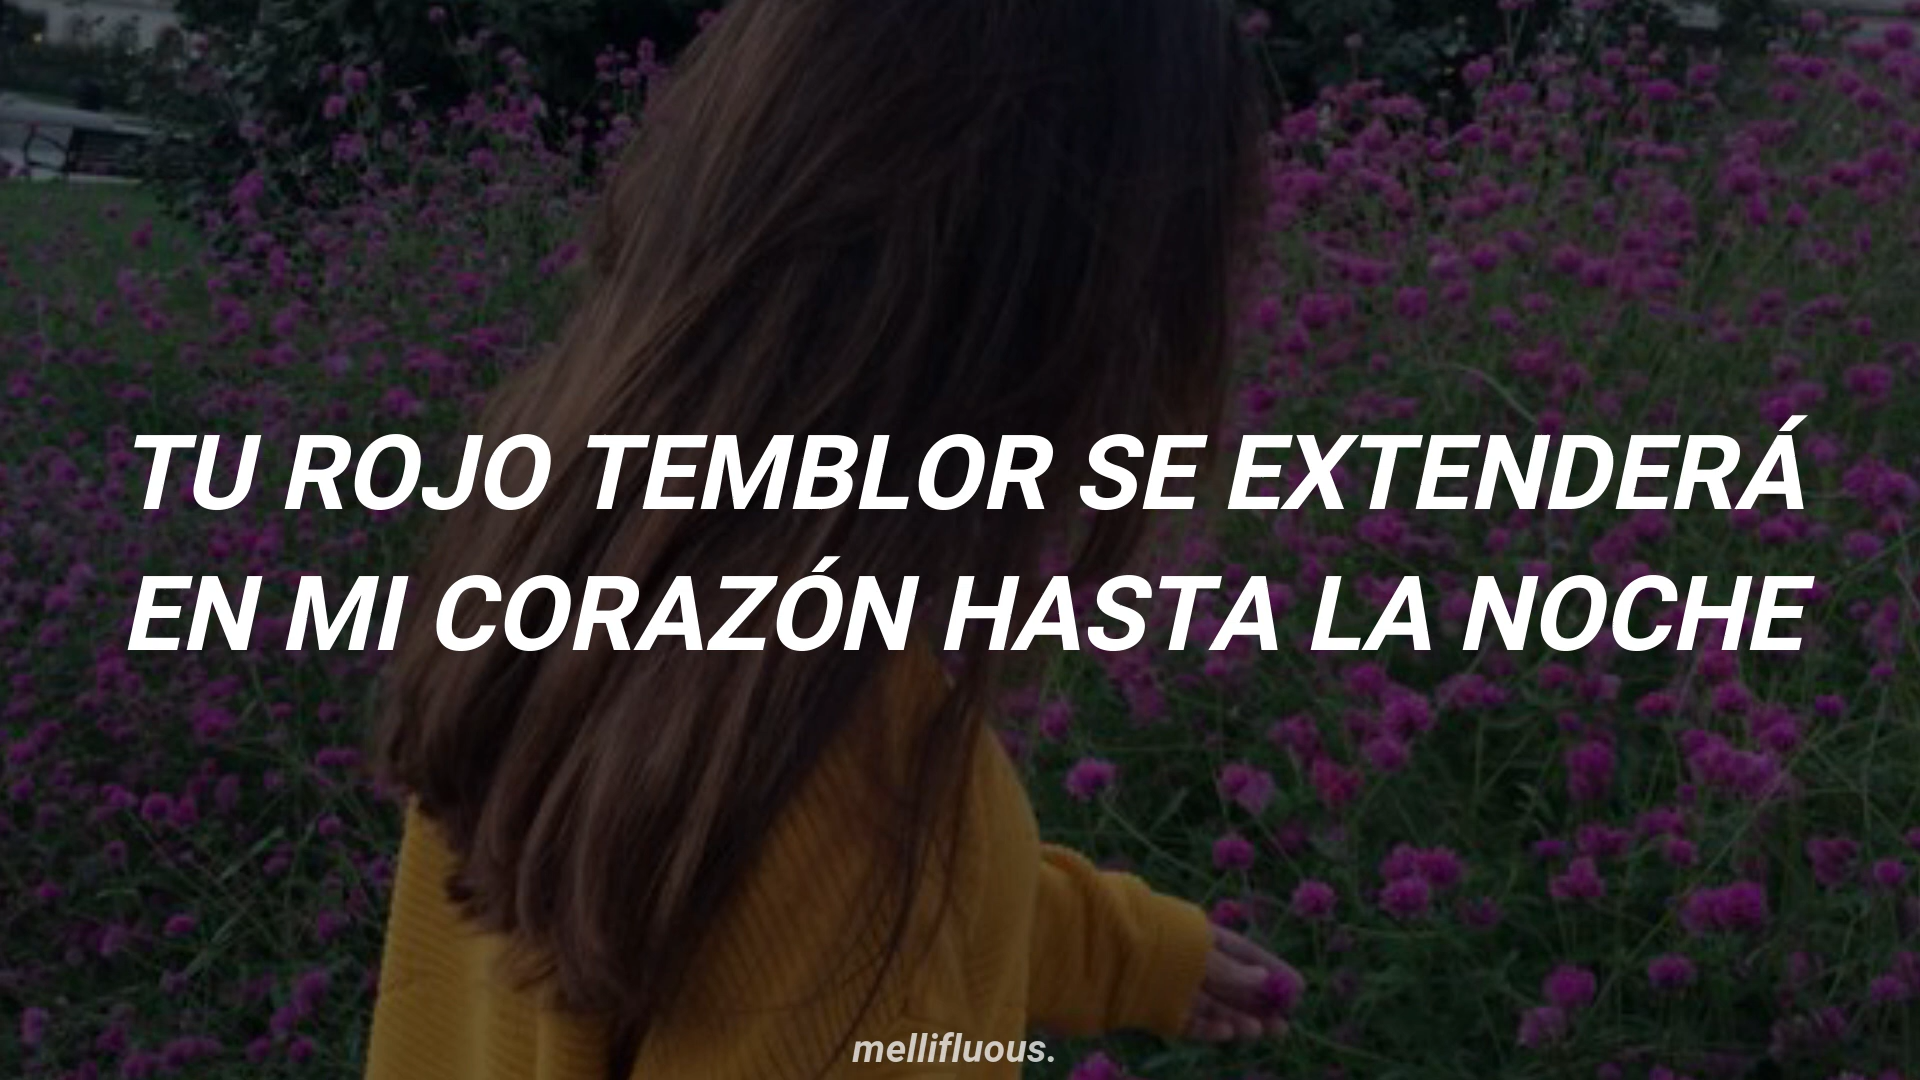 TU ROJO TEMBLOR SE EXTENDERÁ
EN MI CORAZÓN HASTA LA NOCHE
mellifluous.